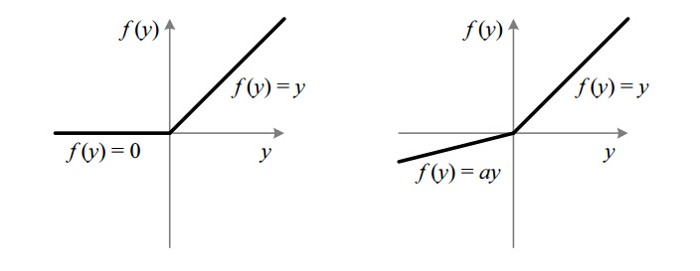 f(y)
f(y) = y
f(y) = 0
y
f(y)
f(y) = y
f(y) = ay
y